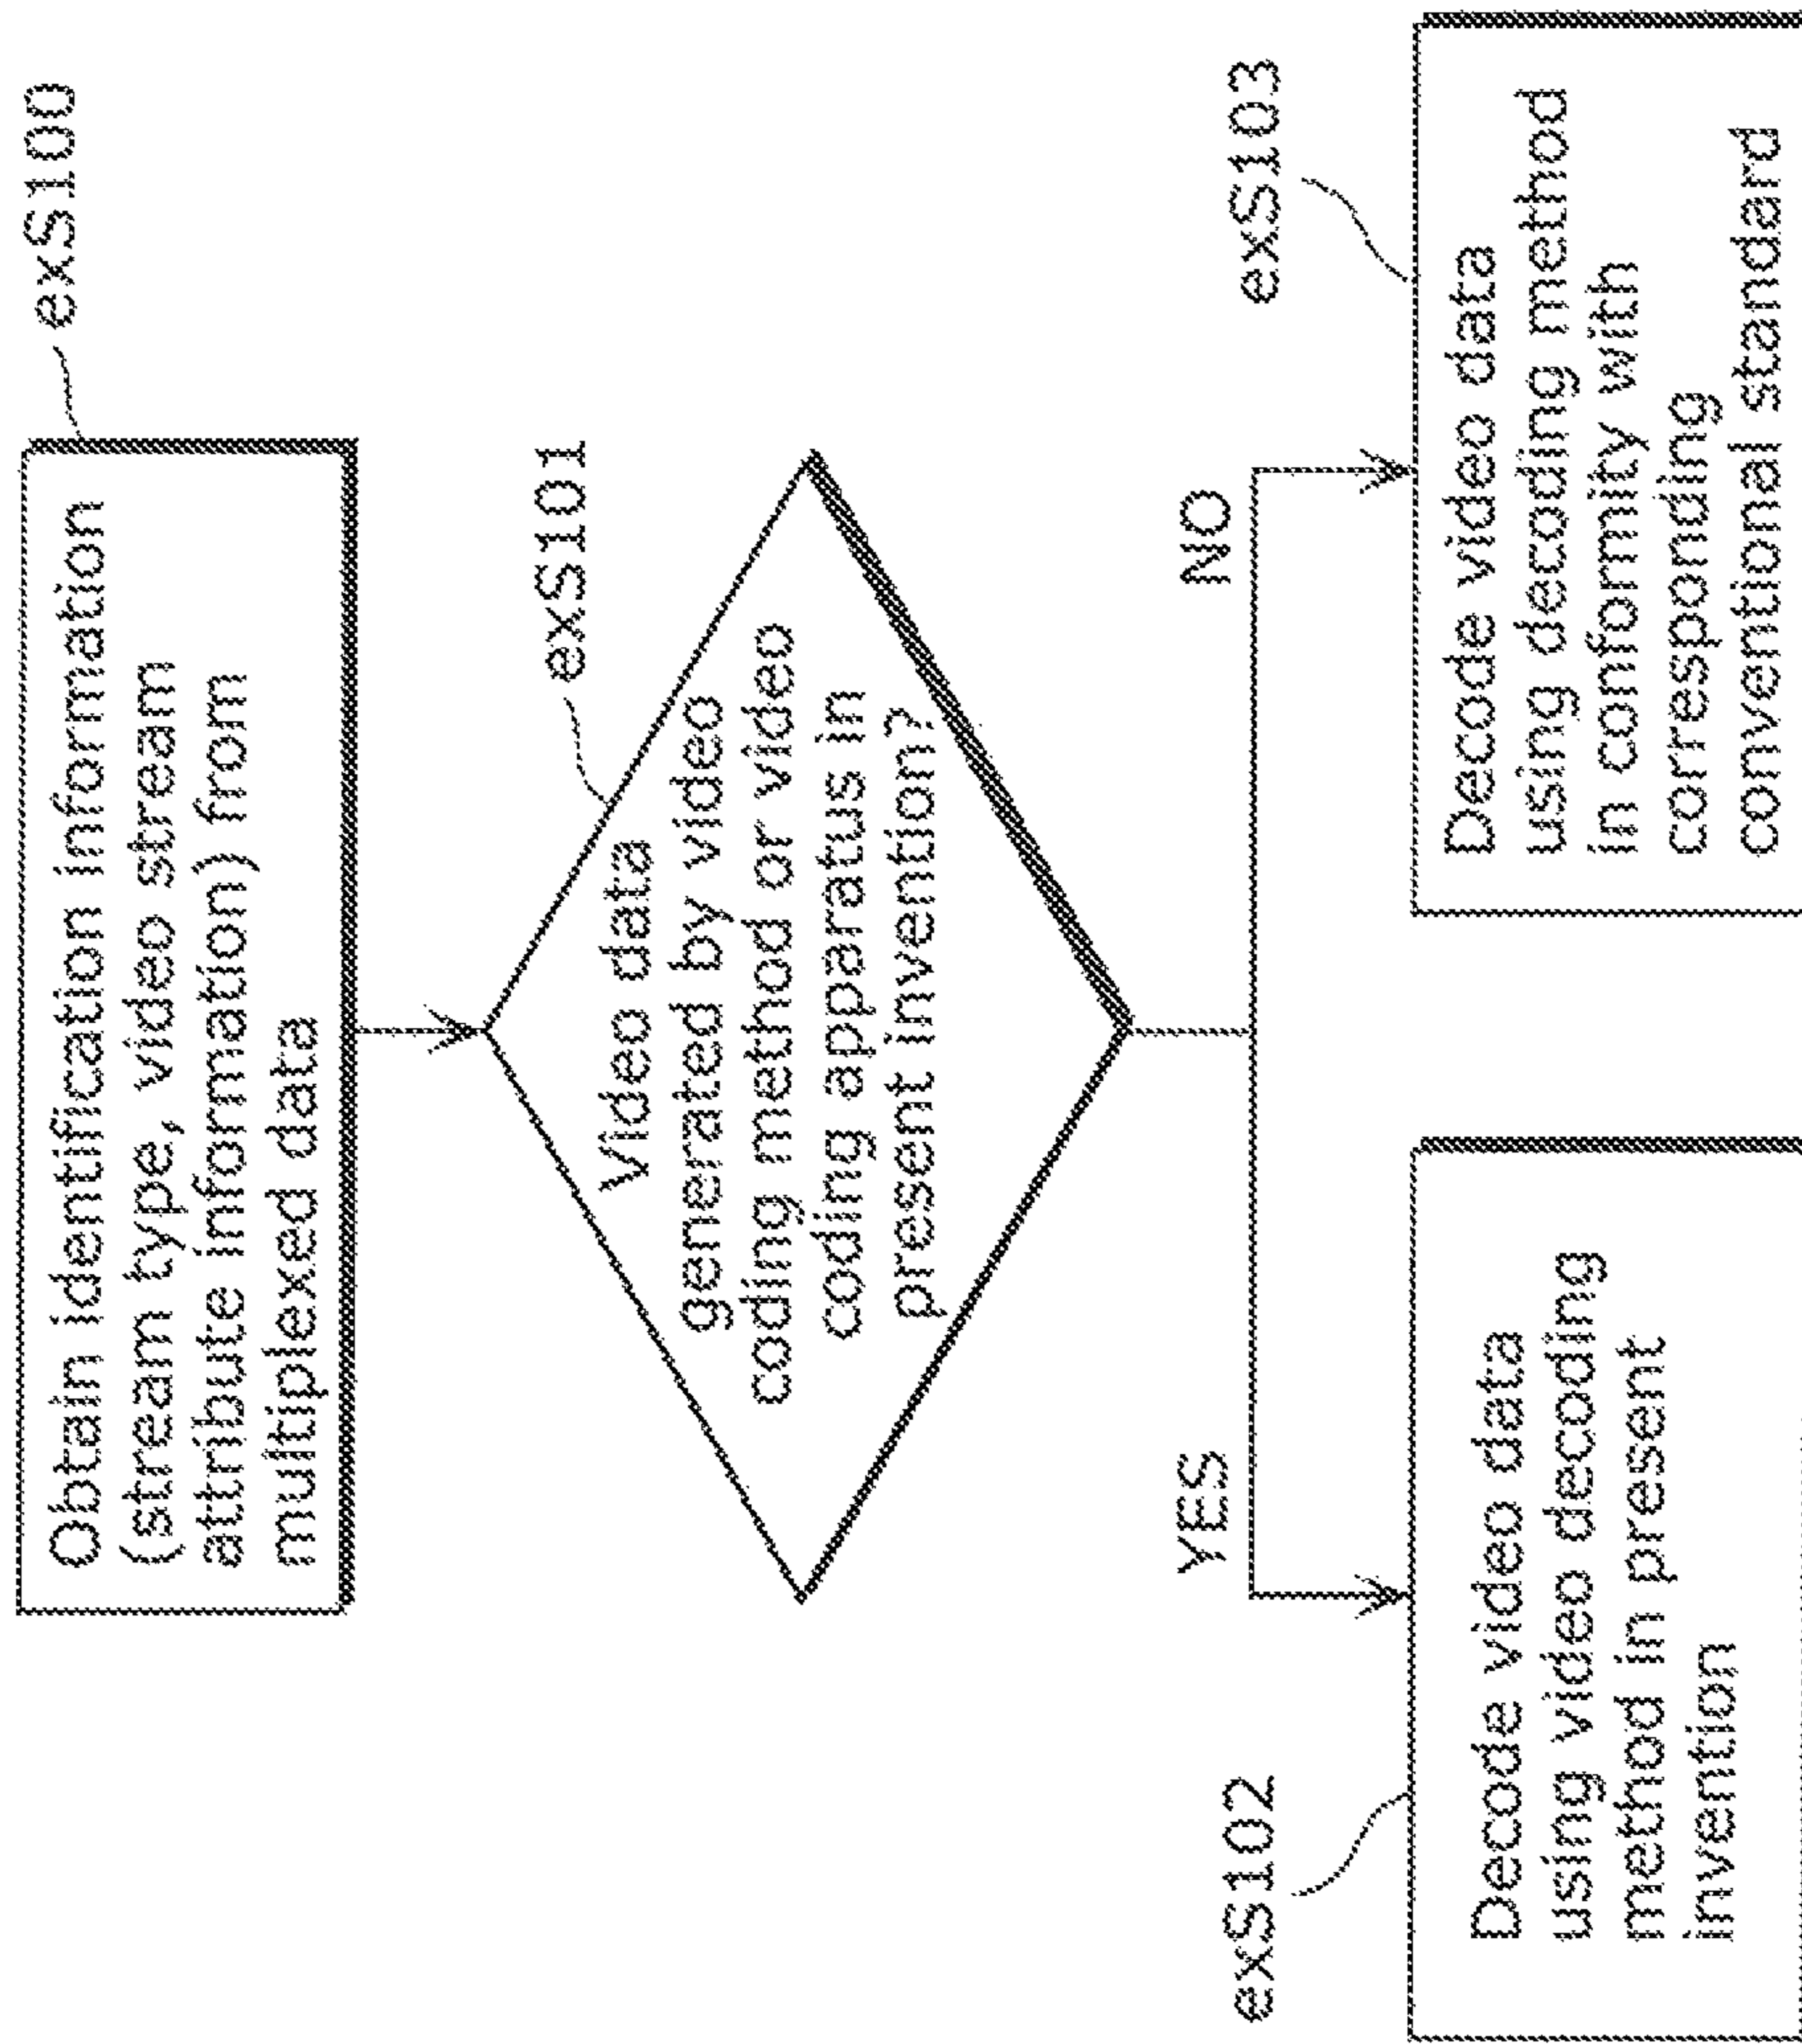 exS100
Obtain identification information
(stream type, video stream
attribute information) from
multiplexed data
exS101
Video data
generated by video
coding method or video
coding apparatus in
present invention?
YES
NO
exS102
Decode video data
using video decoding
method in present
invention
exS103
Decode video data
using decoding method
in conformity with
corresponding
conventional standard